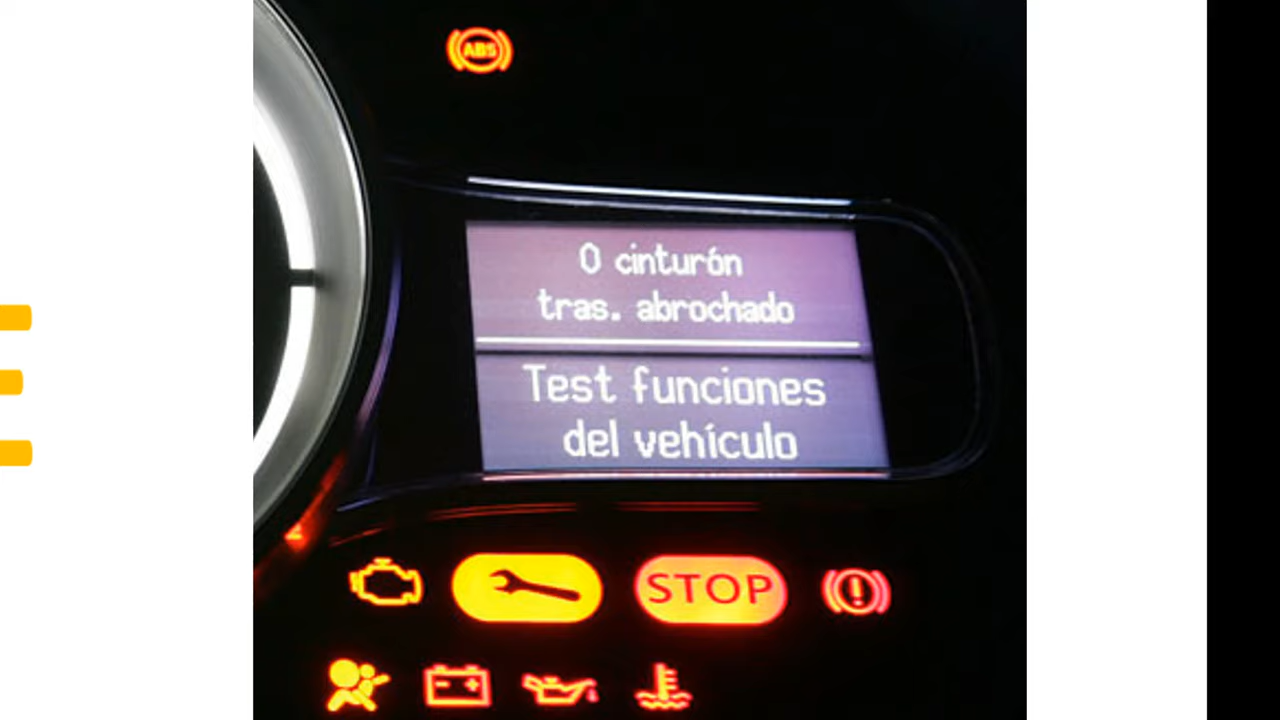 ABS
0 cinturón
tras. abrochado
Test funciones
del vehículo
STOP